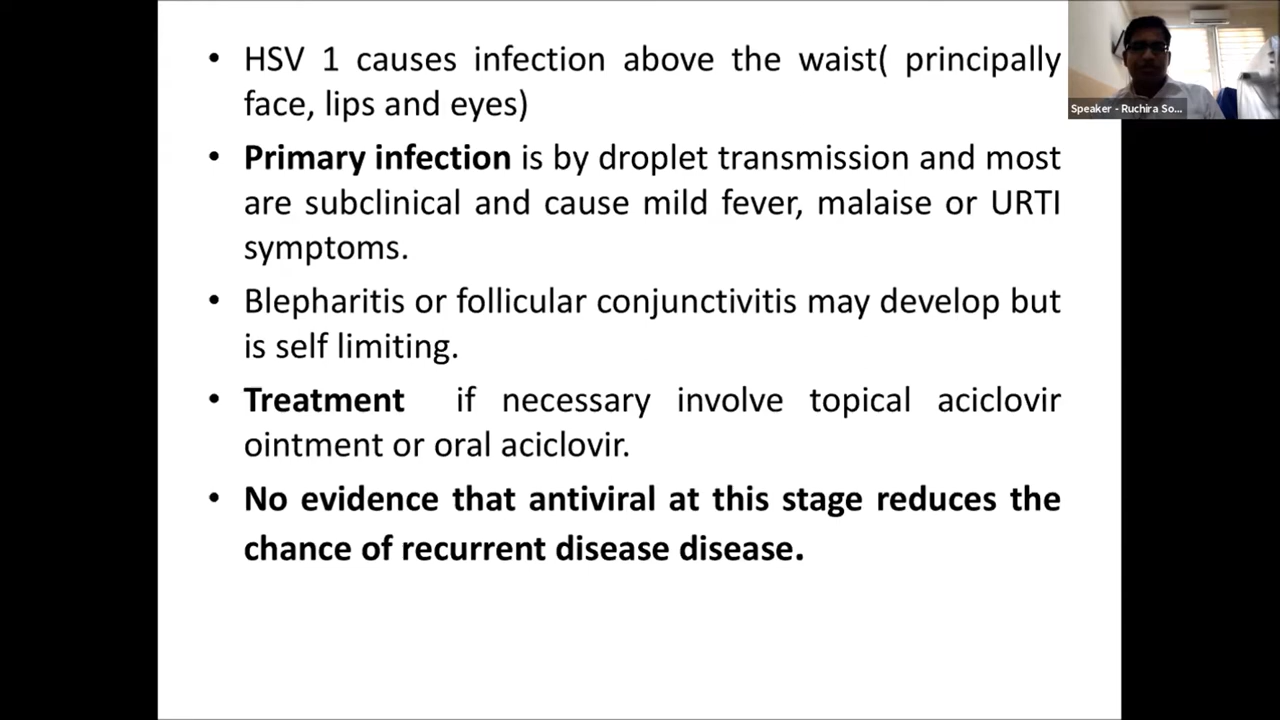 • HSV 1 causes infection above the waist( principally
face, lips and eyes)
• Primary infection is by droplet transmission and most
are subclinical and cause mild fever, malaise or URTI
symptoms.
• Blepharitis or follicular conjunctivitis may develop but
is self limiting.
• Treatment if necessary involve topical aciclovir
ointment or oral aciclovir.
• No evidence that antiviral at this stage reduces the
chance of recurrent disease disease.
Speaker - Ruchira So...